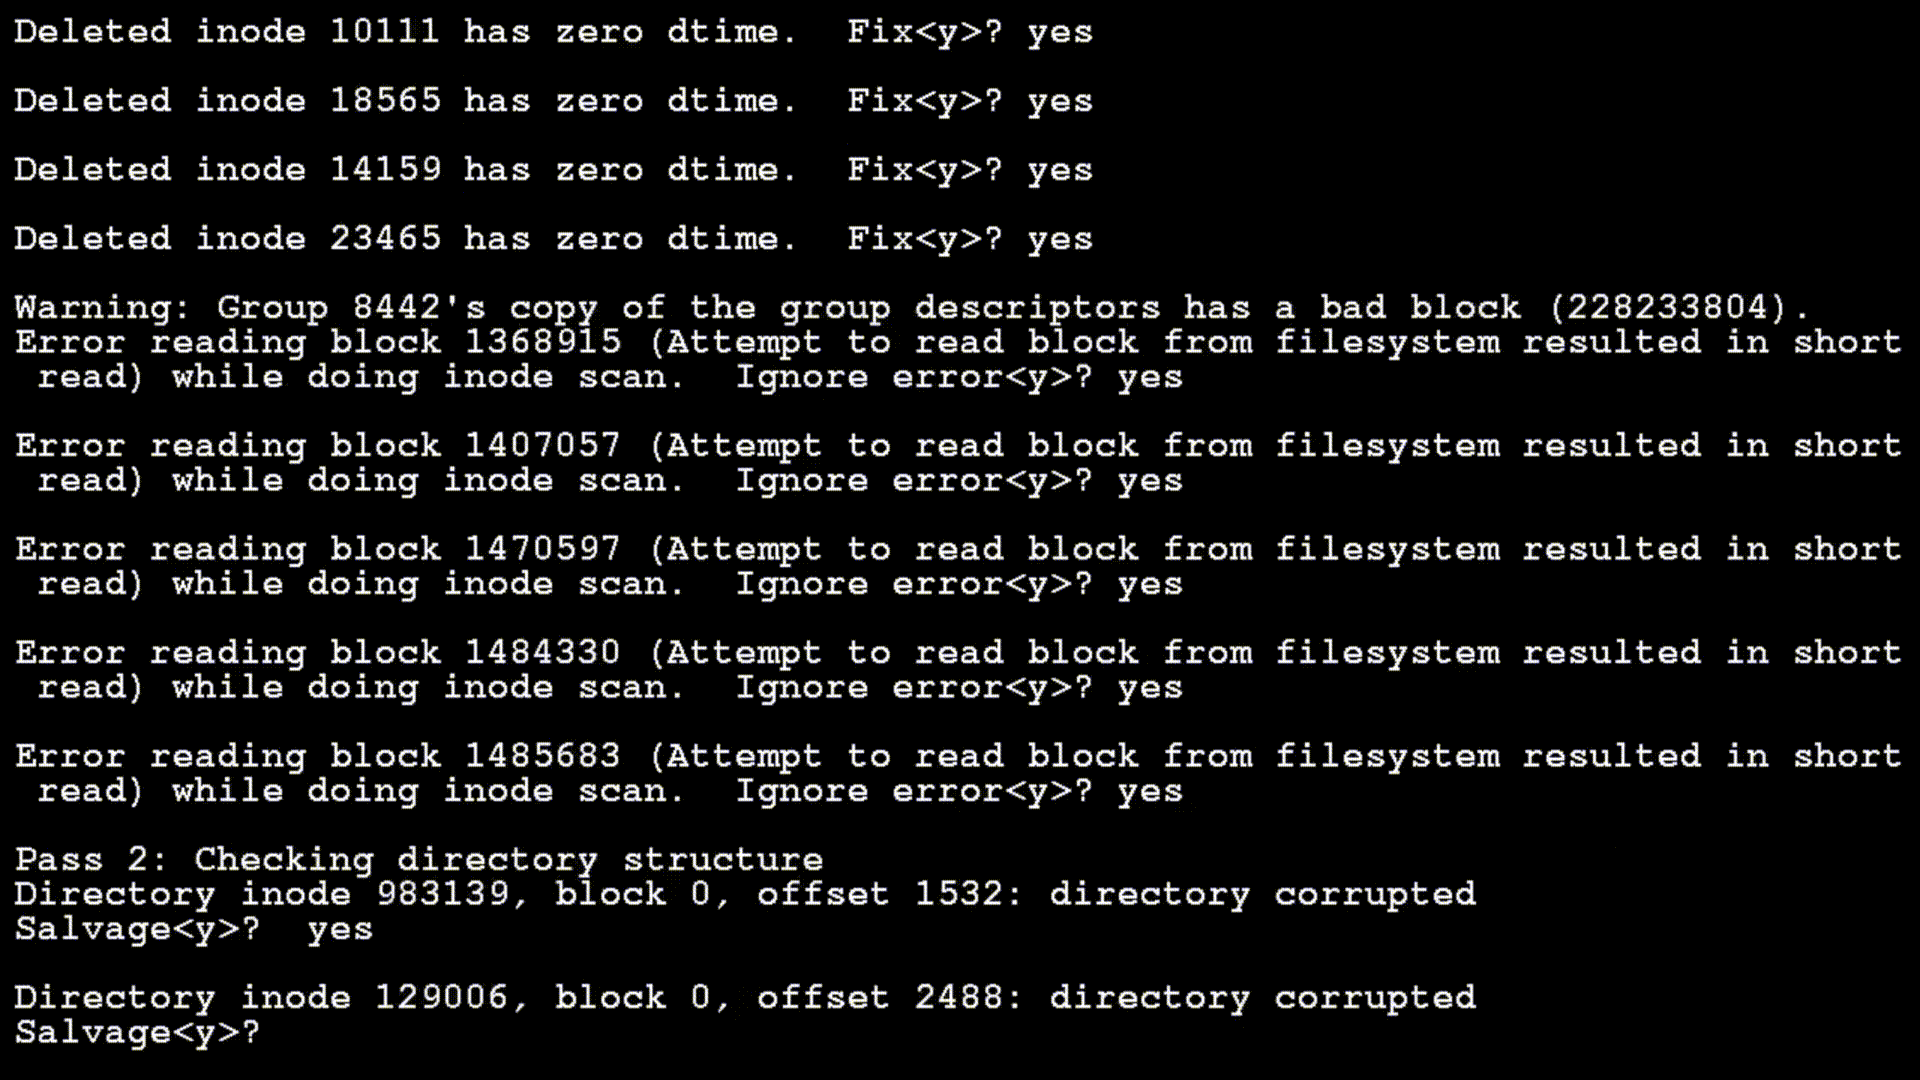 Deleted inode 10111 has zero dtime.  Fix<y>? yes
Deleted inode 18565 has zero dtime.  Fix<y>? yes
Deleted inode 14159 has zero dtime.  Fix<y>? yes
Deleted inode 23465 has zero dtime.  Fix<y>? yes
Warning: Group 8442's copy of the group descriptors has a bad block (228233804).
Error reading block 1368915 (Attempt to read block from filesystem resulted in short
 read) while doing inode scan.  Ignore error<y>? yes
Error reading block 1407057 (Attempt to read block from filesystem resulted in short
 read) while doing inode scan.  Ignore error<y>? yes
Error reading block 1470597 (Attempt to read block from filesystem resulted in short
 read) while doing inode scan.  Ignore error<y>? yes
Error reading block 1484330 (Attempt to read block from filesystem resulted in short
 read) while doing inode scan.  Ignore error<y>? yes
Error reading block 1485683 (Attempt to read block from filesystem resulted in short
 read) while doing inode scan.  Ignore error<y>? yes
Pass 2: Checking directory structure
Directory inode 983139, block 0, offset 1532: directory corrupted
Salvage<y>?  yes
Directory inode 129006, block 0, offset 2488: directory corrupted
Salvage<y>?